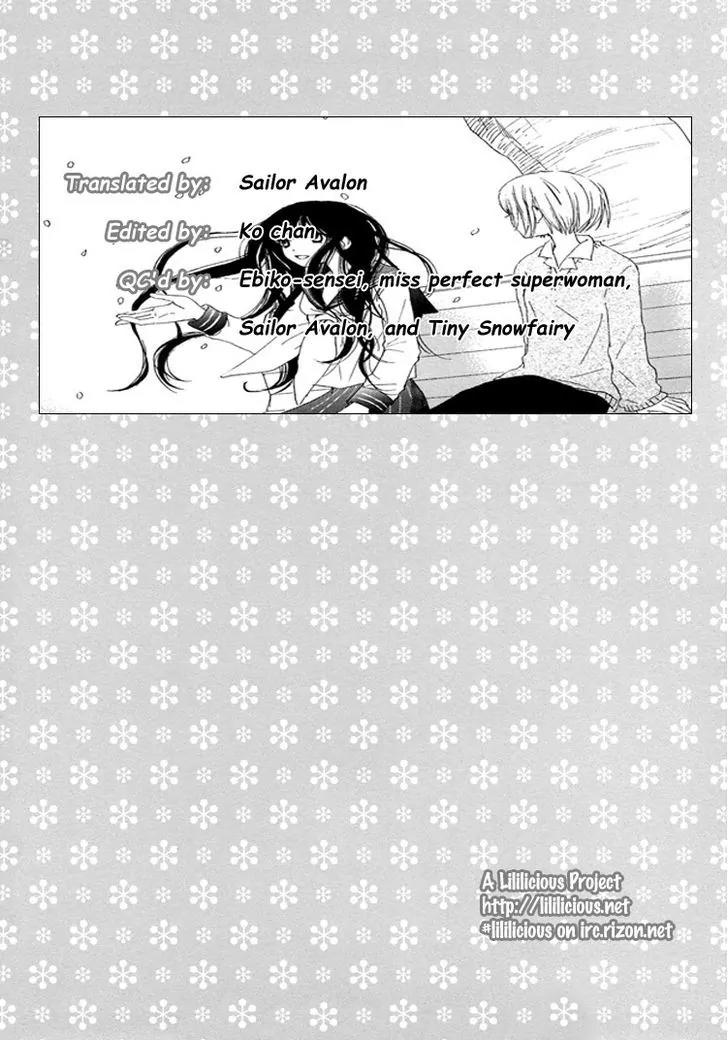 Translated by: Sailor Avalon
Edited by: Ko chan
QC'd by: Ebiko-sensei, miss perfect superwoman,
Sailor Avalon, and Tiny Snowfairy
A Lililicious Project
http://lililicious.net
#lililicious on irc.rizon.net